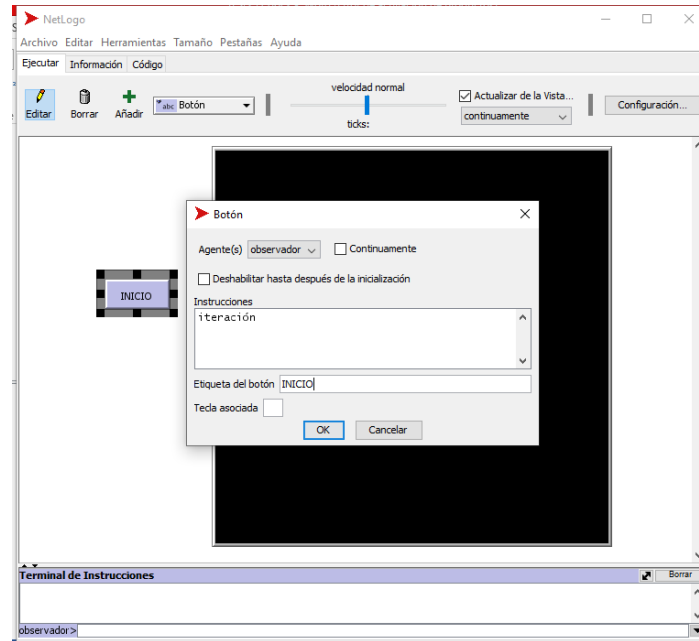 NetLogo
Archivo Editar Herramientas Tamaño Pestañas Ayuda
Ejecutar Información Código
Editar Borrar Añadir abc Botón velocidad normal ticks: Actualizar de la Vista... continuamente Configuración...
INICIO
Botón
Agente(s) observador Continuamente
Deshabilitar hasta después de la inicialización
Instrucciones
iteración
Etiqueta del botón INICIO
Tecla asociada
OK Cancelar
Terminal de Instrucciones Borrar
observador>